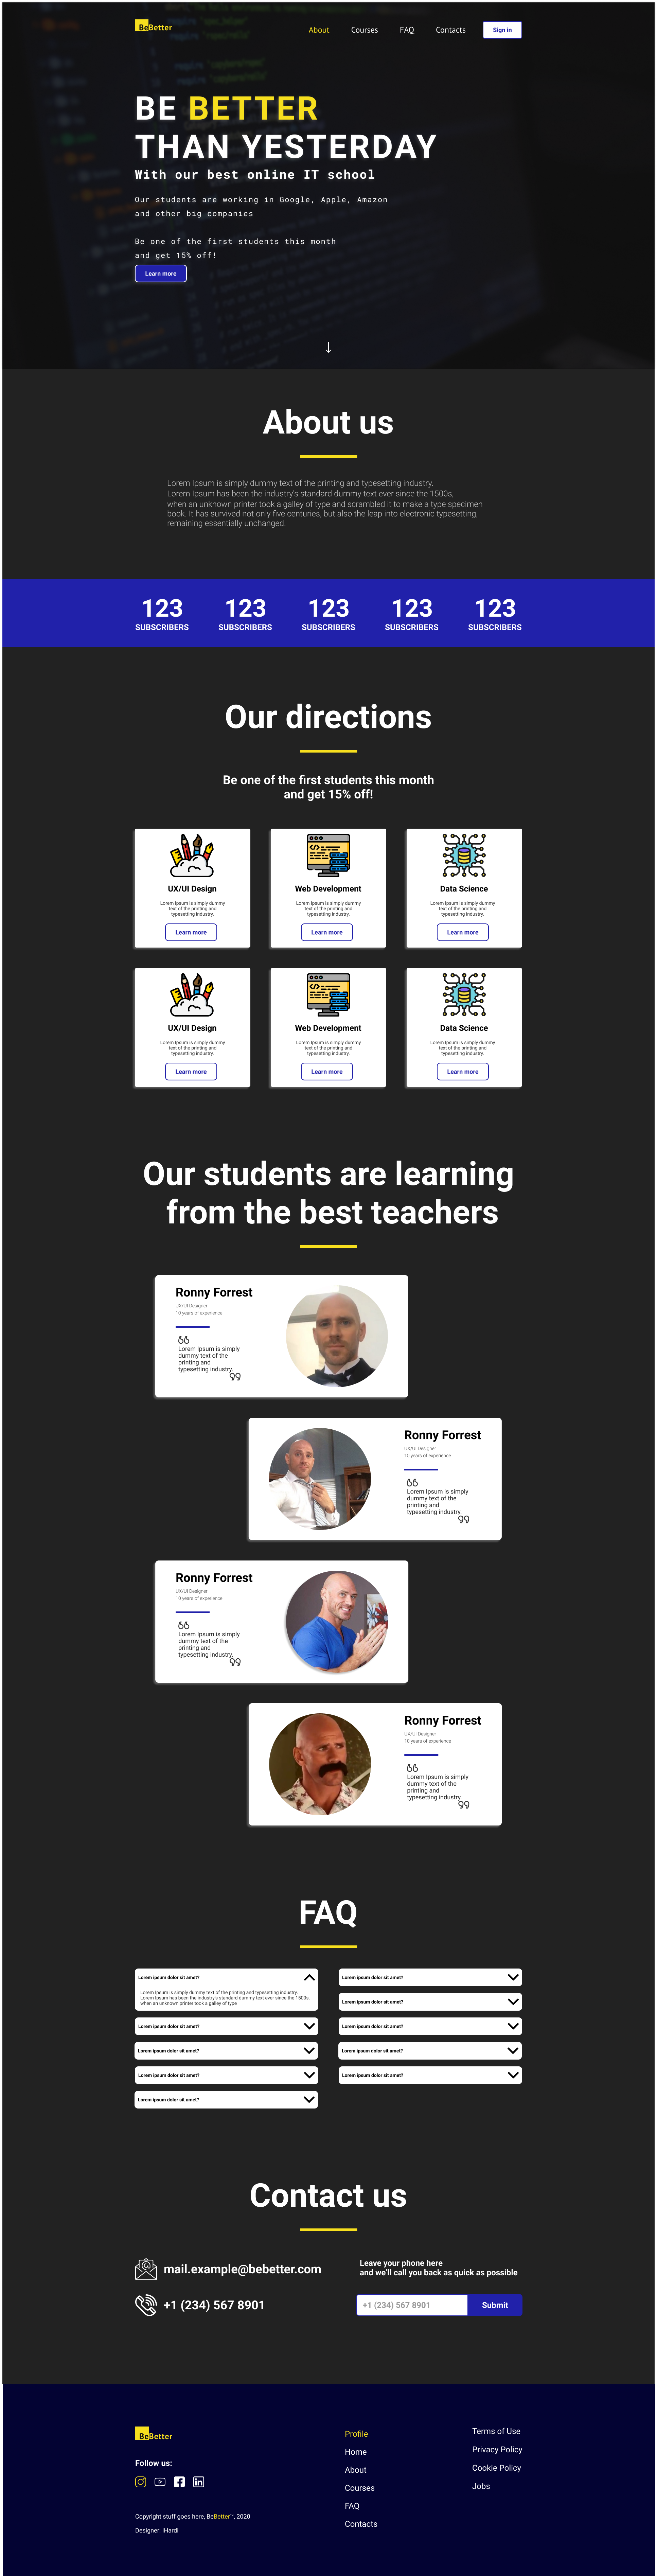 BeBetter
About Courses FAQ Contacts Sign in
BE BETTER
THAN YESTERDAY
With our best online IT school
Our students are working in Google, Apple, Amazon
and other big companies
Be one of the first students this month
and get 15% off!
Learn more
About us
Lorem Ipsum is simply dummy text of the printing and typesetting industry.
Lorem Ipsum has been the industry's standard dummy text ever since the 1500s,
when an unknown printer took a galley of type and scrambled it to make a type specimen
book. It has survived not only five centuries, but also the leap into electronic typesetting,
remaining essentially unchanged.
123 123 123 123 123
SUBSCRIBERS SUBSCRIBERS SUBSCRIBERS SUBSCRIBERS SUBSCRIBERS
Our directions
Be one of the first students this month
and get 15% off!
UX/UI Design
Lorem Ipsum is simply dummy
text of the printing and
typesetting industry.
Learn more
Web Development
Lorem Ipsum is simply dummy
text of the printing and
typesetting industry.
Learn more
Data Science
Lorem Ipsum is simply dummy
text of the printing and
typesetting industry.
Learn more
UX/UI Design
Lorem Ipsum is simply dummy
text of the printing and
typesetting industry.
Learn more
Web Development
Lorem Ipsum is simply dummy
text of the printing and
typesetting industry.
Learn more
Data Science
Lorem Ipsum is simply dummy
text of the printing and
typesetting industry.
Learn more
Our students are learning
from the best teachers
Ronny Forrest
UX/UI Designer
10 years of experience
Lorem Ipsum is simply
dummy text of the
printing and
typesetting industry.
Ronny Forrest
UX/UI Designer
10 years of experience
Lorem Ipsum is simply
dummy text of the
printing and
typesetting industry.
Ronny Forrest
UX/UI Designer
10 years of experience
Lorem Ipsum is simply
dummy text of the
printing and
typesetting industry.
Ronny Forrest
UX/UI Designer
10 years of experience
Lorem Ipsum is simply
dummy text of the
printing and
typesetting industry.
FAQ
Lorem ipsum dolor sit amet?
Lorem Ipsum is simply dummy text of the printing and typesetting industry.
Lorem Ipsum has been the industry's standard dummy text ever since the 1500s,
when an unknown printer took a galley of type
Lorem ipsum dolor sit amet?
Lorem ipsum dolor sit amet?
Lorem ipsum dolor sit amet?
Lorem ipsum dolor sit amet?
Lorem ipsum dolor sit amet?
Lorem ipsum dolor sit amet?
Lorem ipsum dolor sit amet?
Lorem ipsum dolor sit amet?
Lorem ipsum dolor sit amet?
Contact us
mail.example@bebetter.com
+1 (234) 567 8901
Leave your phone here
and we'll call you back as quick as possible
+1 (234) 567 8901 Submit
BeBetter
Follow us:
Copyright stuff goes here, BeBetter™, 2020
Designer: IHardi
Profile
Home
About
Courses
FAQ
Contacts
Terms of Use
Privacy Policy
Cookie Policy
Jobs